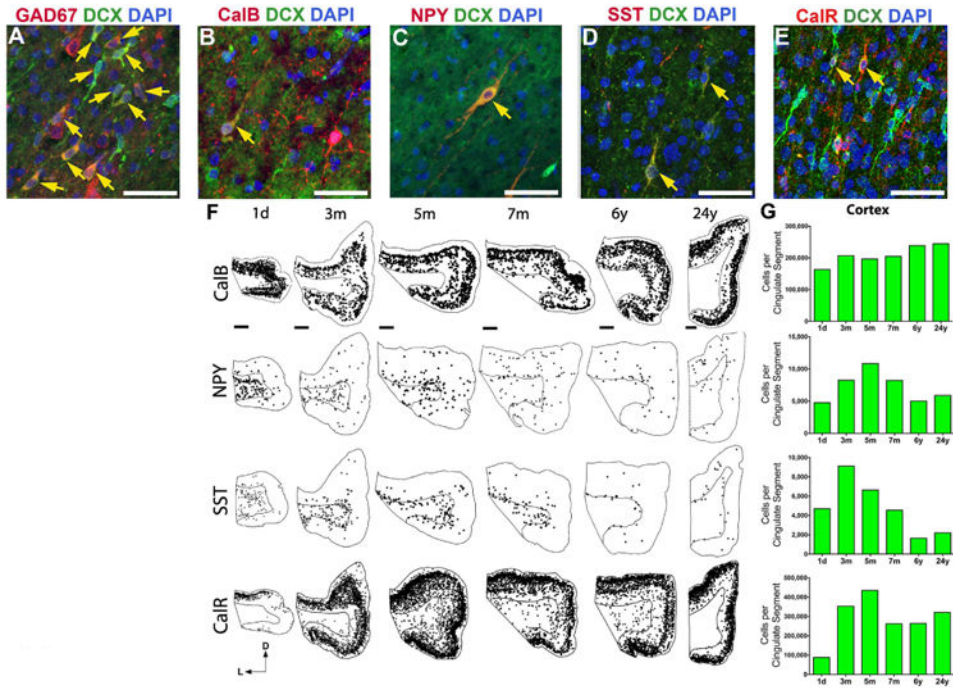 GAD67 DCX DAPI
CalB DCX DAPI
NPY DCX DAPI
SST DCX DAPI
CalR DCX DAPI
A
B
C
D
E
F
1d
3m
5m
7m
6y
24y
G
Cortex
CalB
NPY
SST
CalR
D
L
Cells per
Cingulate Segment
300,000
200,000
100,000
0
1d 3m 5m 7m 6y 24y
Cells per
Cingulate Segment
15,000
10,000
5,000
0
1d 3m 5m 7m 6y 24y
Cells per
Cingulate Segment
10,000
8,000
6,000
4,000
2,000
0
1d 3m 5m 7m 6y 24y
Cells per
Cingulate Segment
500,000
400,000
300,000
200,000
100,000
0
1d 3m 5m 7m 6y 24y